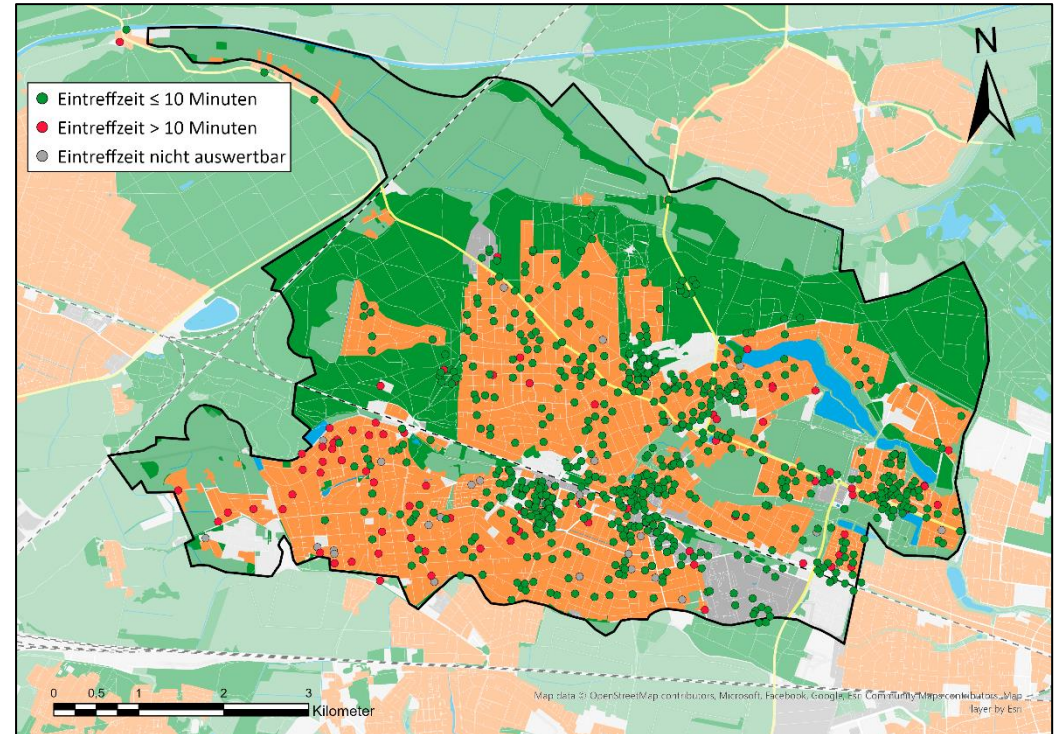 N
Eintreffzeit ≤ 10 Minuten
Eintreffzeit > 10 Minuten
Eintreffzeit nicht auswertbar
0 0,5 1 2 3
Kilometer
Map data © OpenStreetMap contributors, Microsoft, Facebook, Google, Esri Community Maps contributors, Map
layer by Esri